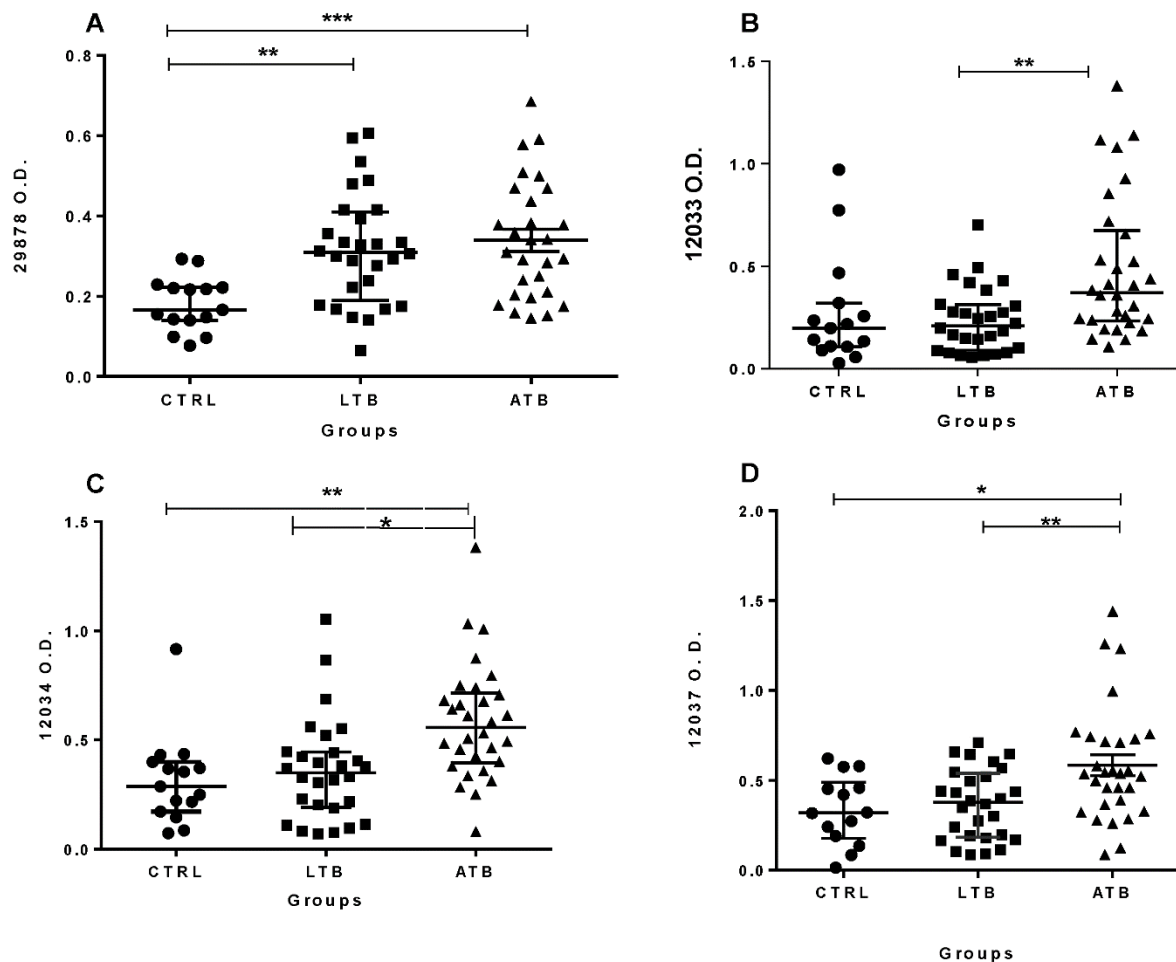 A
***
**
29878 O.D.
0.8
0.6
0.4
0.2
0.0
CTRL LTB ATB
Groups
B
**
12033 O.D.
1.5
1.0
0.5
0.0
CTRL LTB ATB
Groups
C
**
*
12034 O.D.
1.5
1.0
0.5
0.0
CTRL LTB ATB
Groups
D
*
**
12037 O. D.
2.0
1.5
1.0
0.5
0.0
CTRL LTB ATB
Groups